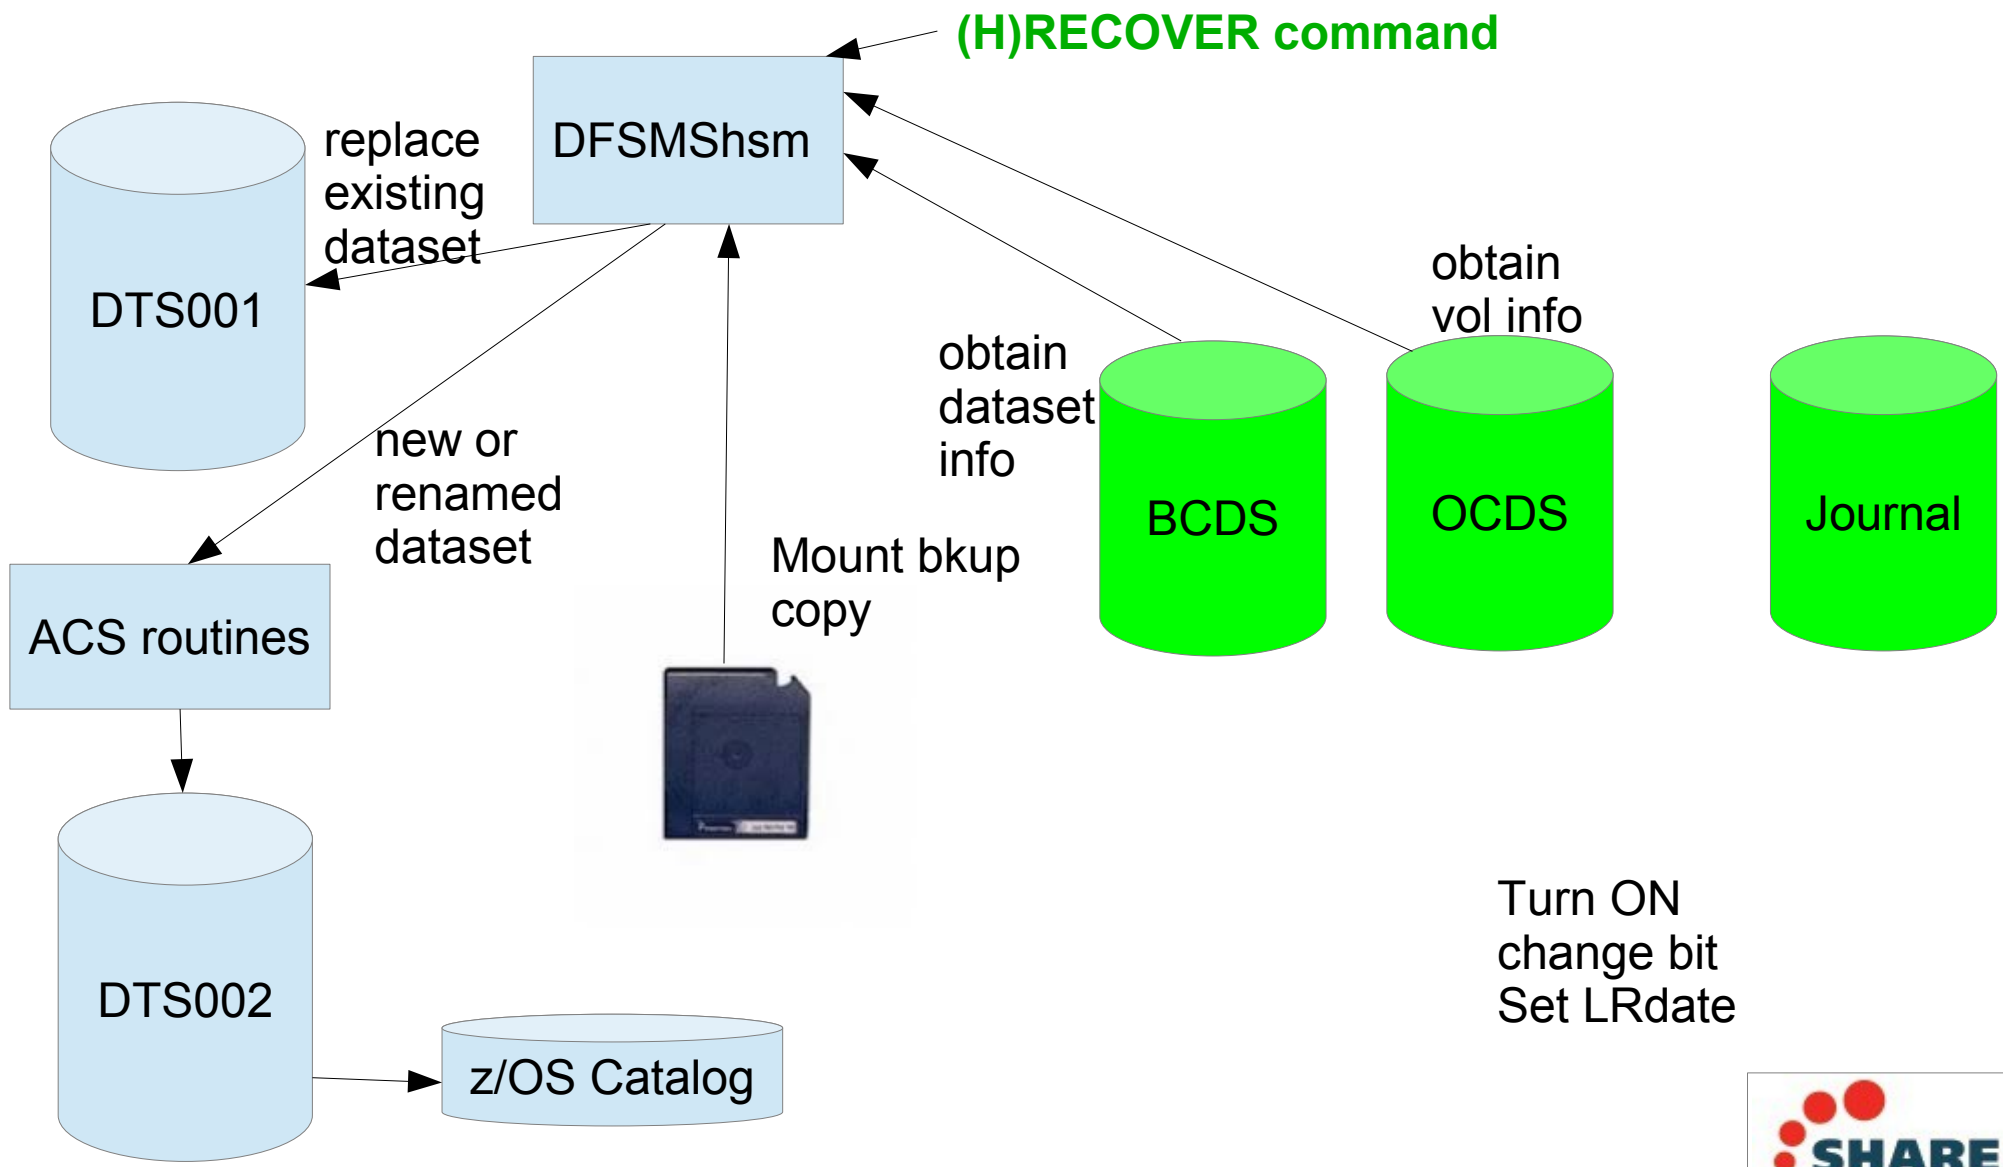 (H)RECOVER command
DFSMShsm
replace
existing
dataset
DTS001
obtain
vol info
obtain
dataset
info
new or
renamed
dataset
BCDS
OCDS
Journal
Mount bkup
copy
ACS routines
Turn ON
change bit
Set LRdate
DTS002
z/OS Catalog
SHARE